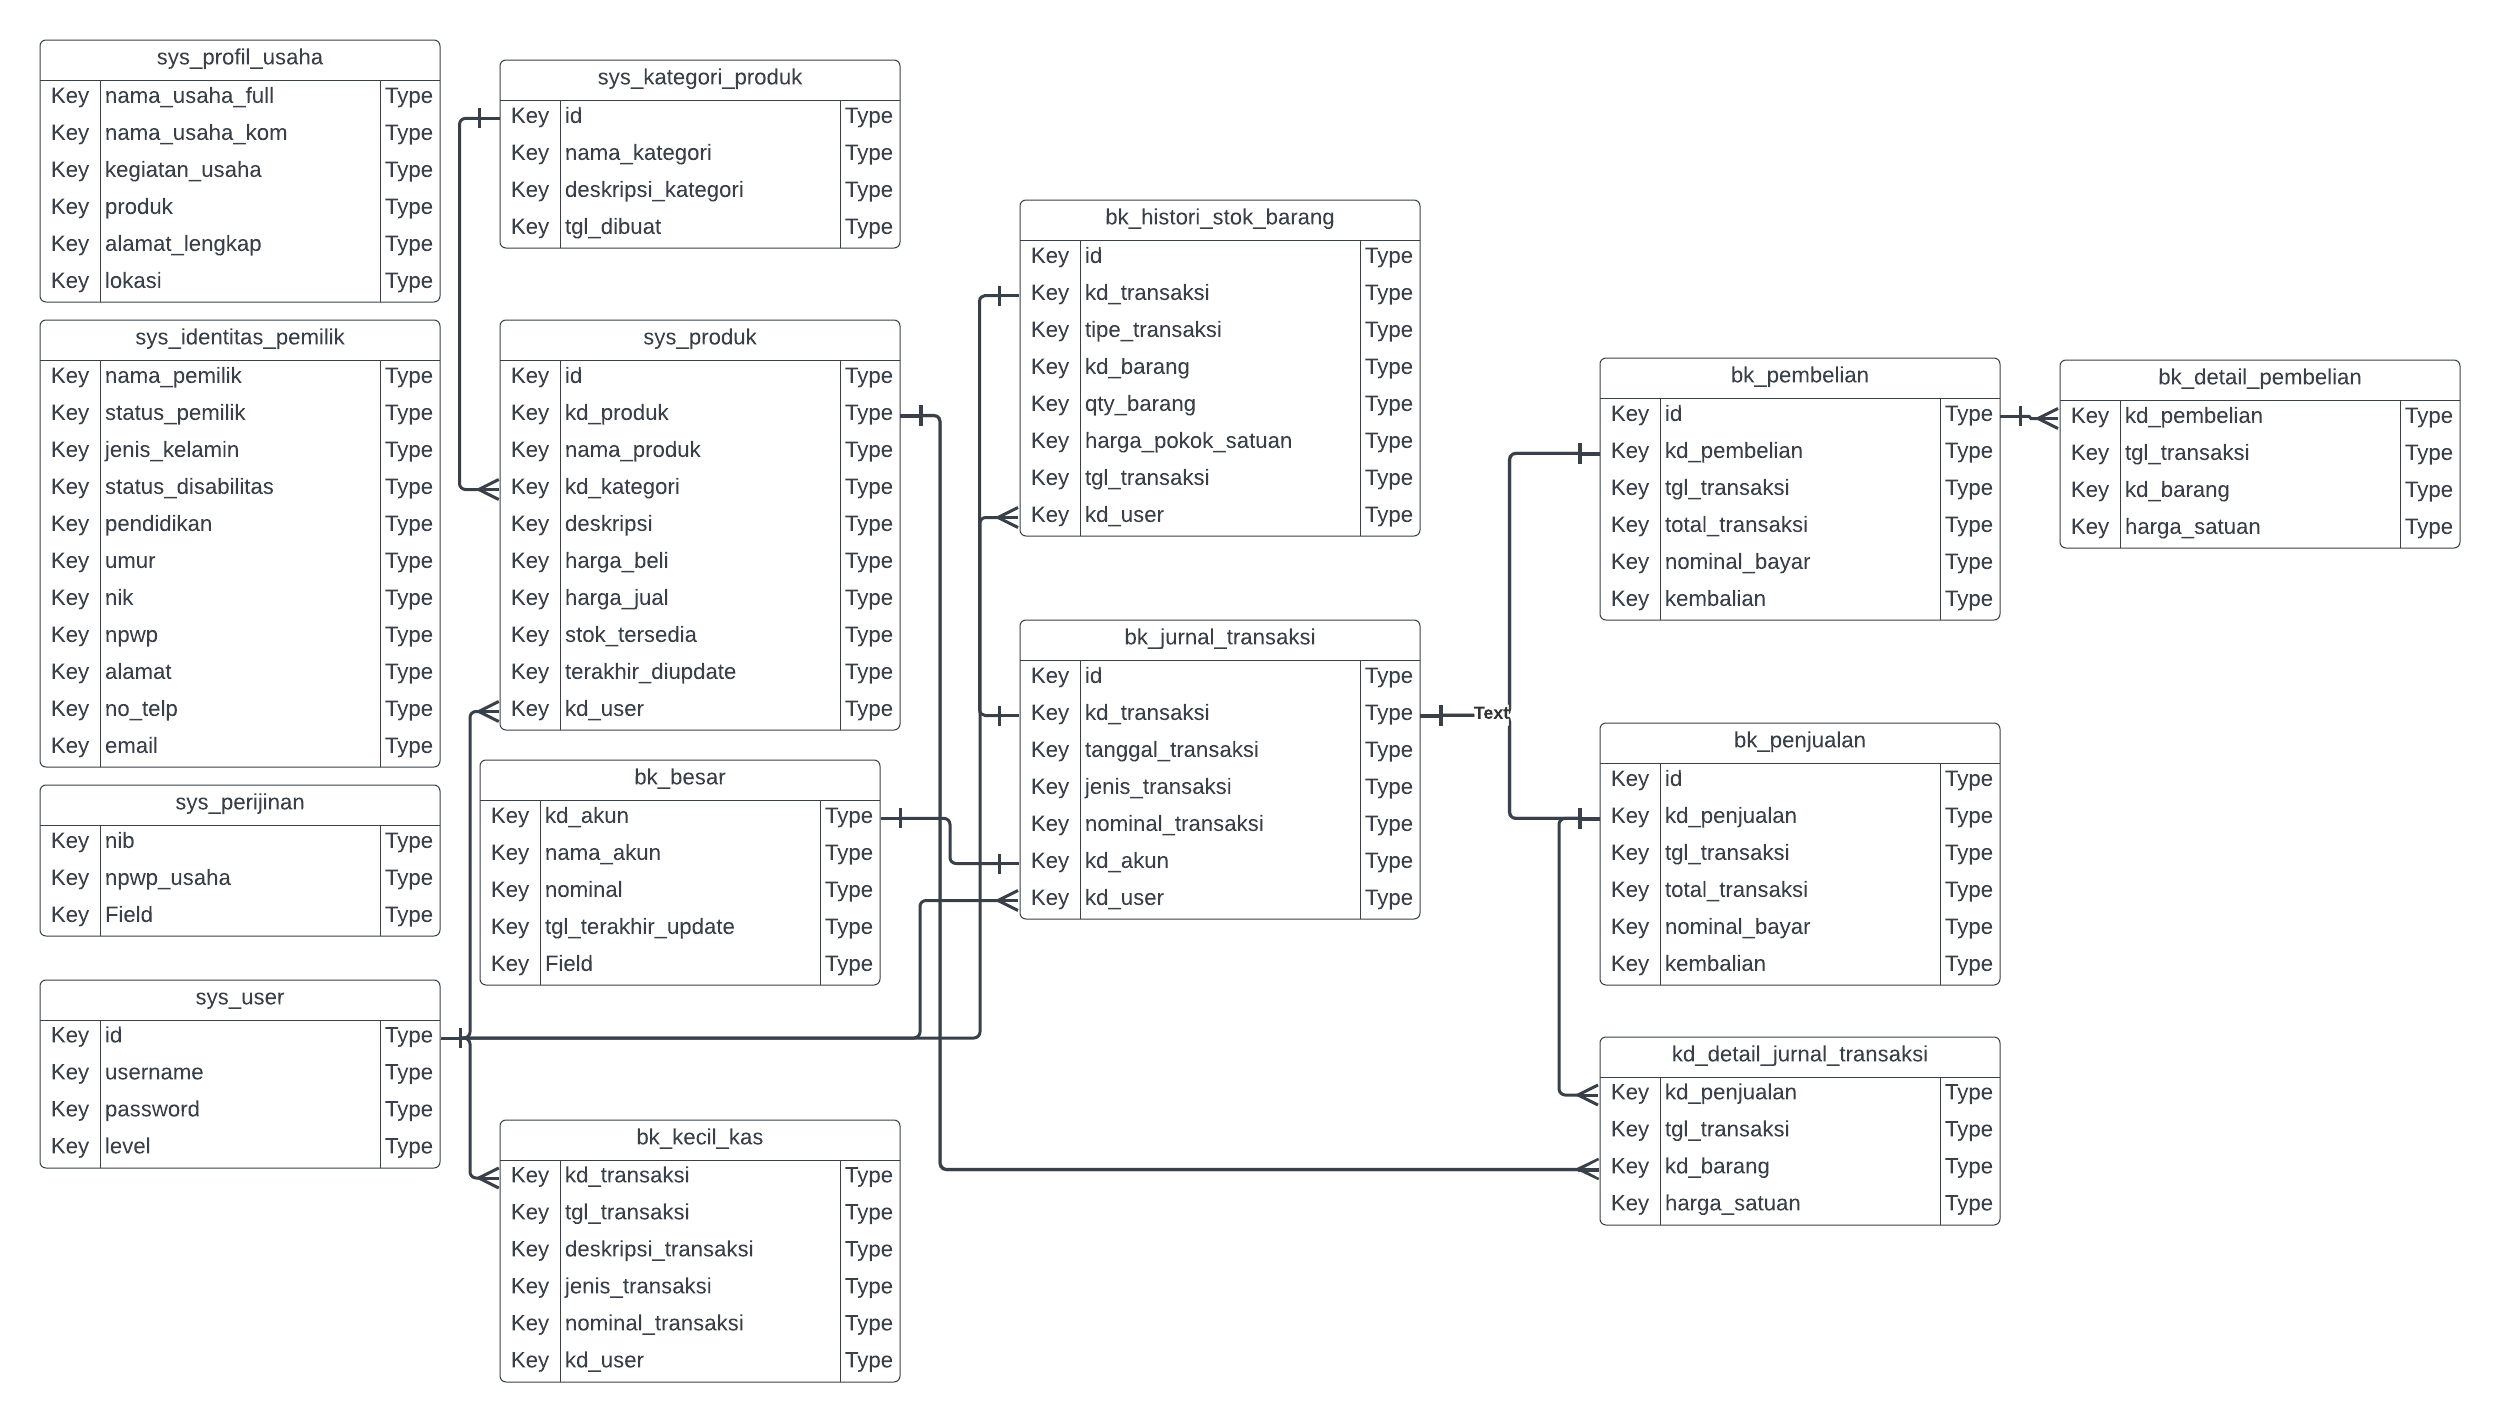 sys_profil_usaha
Key nama_usaha_full Type
Key nama_usaha_kom Type
Key kegiatan_usaha Type
Key produk Type
Key alamat_lengkap Type
Key lokasi Type
sys_identitas_pemilik
Key nama_pemilik Type
Key status_pemilik Type
Key jenis_kelamin Type
Key status_disabilitas Type
Key pendidikan Type
Key umur Type
Key nik Type
Key npwp Type
Key alamat Type
Key no_telp Type
Key email Type
sys_perijinan
Key nib Type
Key npwp_usaha Type
Key Field Type
sys_user
Key id Type
Key username Type
Key password Type
Key level Type
sys_kategori_produk
Key id Type
Key nama_kategori Type
Key deskripsi_kategori Type
Key tgl_dibuat Type
sys_produk
Key id Type
Key kd_produk Type
Key nama_produk Type
Key kd_kategori Type
Key deskripsi Type
Key harga_beli Type
Key harga_jual Type
Key stok_tersedia Type
Key terakhir_diupdate Type
Key kd_user Type
bk_besar
Key kd_akun Type
Key nama_akun Type
Key nominal Type
Key tgl_terakhir_update Type
Key Field Type
bk_kecil_kas
Key kd_transaksi Type
Key tgl_transaksi Type
Key deskripsi_transaksi Type
Key jenis_transaksi Type
Key nominal_transaksi Type
Key kd_user Type
bk_histori_stok_barang
Key id Type
Key kd_transaksi Type
Key tipe_transaksi Type
Key kd_barang Type
Key qty_barang Type
Key harga_pokok_satuan Type
Key tgl_transaksi Type
Key kd_user Type
bk_jurnal_transaksi
Key id Type
Key kd_transaksi Type
Key tanggal_transaksi Type
Key jenis_transaksi Type
Key nominal_transaksi Type
Key kd_akun Type
Key kd_user Type
Text
bk_pembelian
Key id Type
Key kd_pembelian Type
Key tgl_transaksi Type
Key total_transaksi Type
Key nominal_bayar Type
Key kembalian Type
bk_penjualan
Key id Type
Key kd_penjualan Type
Key tgl_transaksi Type
Key total_transaksi Type
Key nominal_bayar Type
Key kembalian Type
kd_detail_jurnal_transaksi
Key kd_penjualan Type
Key tgl_transaksi Type
Key kd_barang Type
Key harga_satuan Type
bk_detail_pembelian
Key kd_pembelian Type
Key tgl_transaksi Type
Key kd_barang Type
Key harga_satuan Type